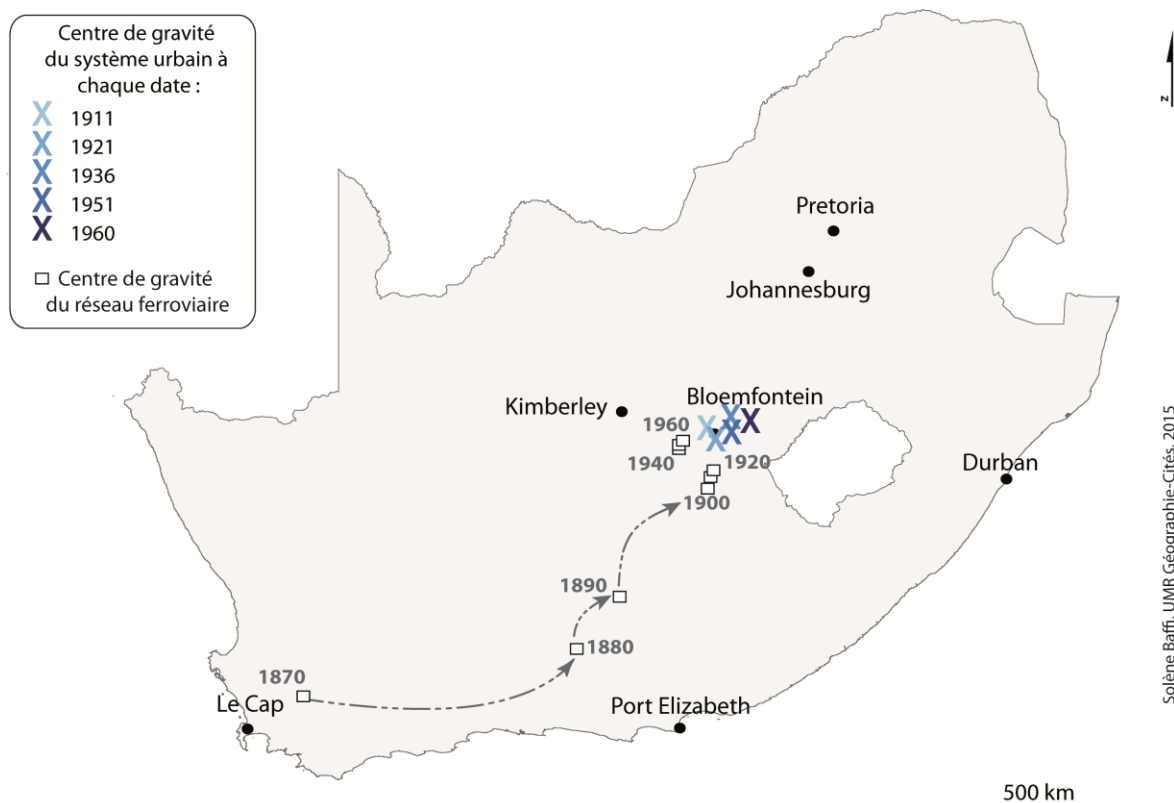 Centre de gravité
du système urbain à
chaque date :
X 1911
X 1921
X 1936
X 1951
X 1960
Centre de gravité
du réseau ferroviaire
z
Pretoria
Johannesburg
Bloemfontein
Kimberley
1960
1940
1920
1900
Durban
1890
1880
1870
Le Cap
Port Elizabeth
500 km
Solène Baffi, UMR Géographie-Cités, 2015